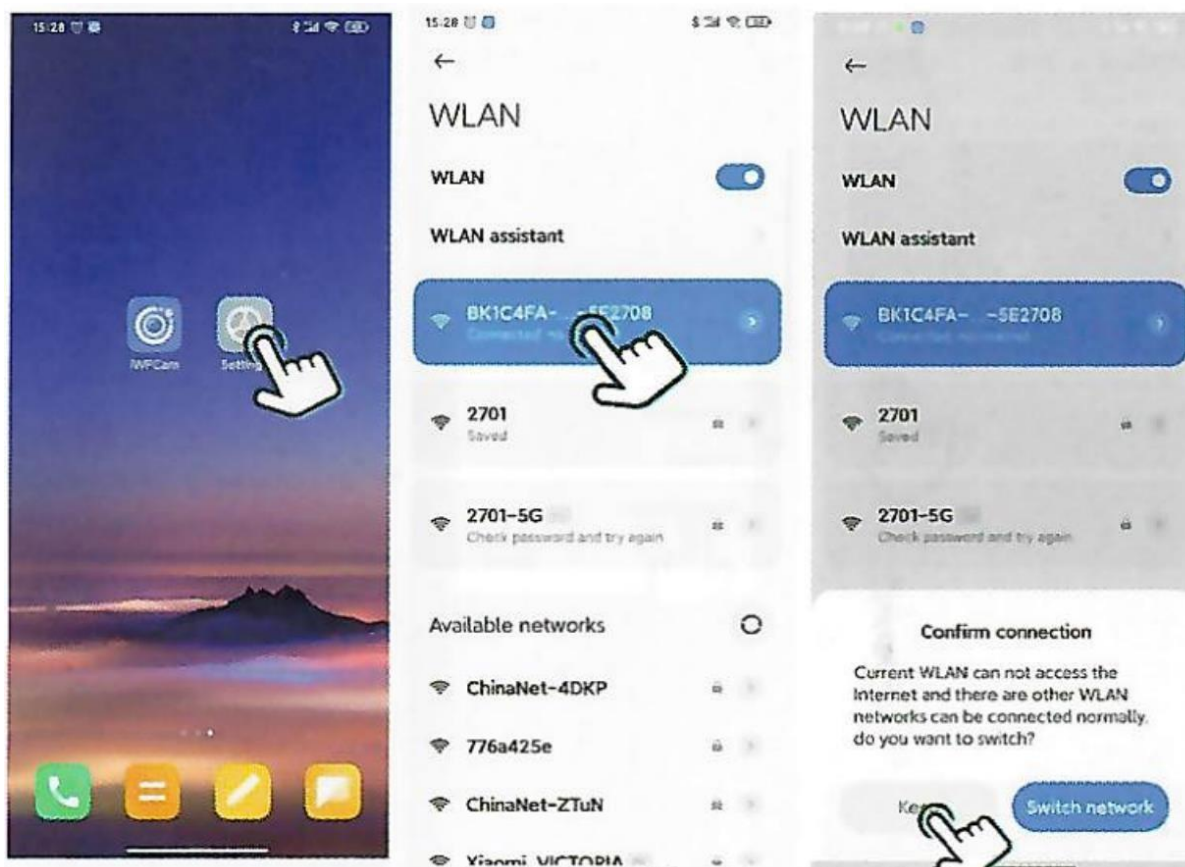 15:28
iWFCam
Setting
15:28
WLAN
WLAN
WLAN assistant
BK1C4FA- -5E2708
Connected
2701
Saved
2701-5G
Check password and try again
Available networks
ChinaNet-4DKP
776a425e
ChinaNet-ZTuN
Xiaomi_VICTORIA
WLAN
WLAN
WLAN assistant
BK1C4FA- -5E2708
2701
Saved
2701-5G
Check password and try again
Confirm connection
Current WLAN can not access the
Internet and there are other WLAN
networks can be connected normally,
do you want to switch?
Switch network